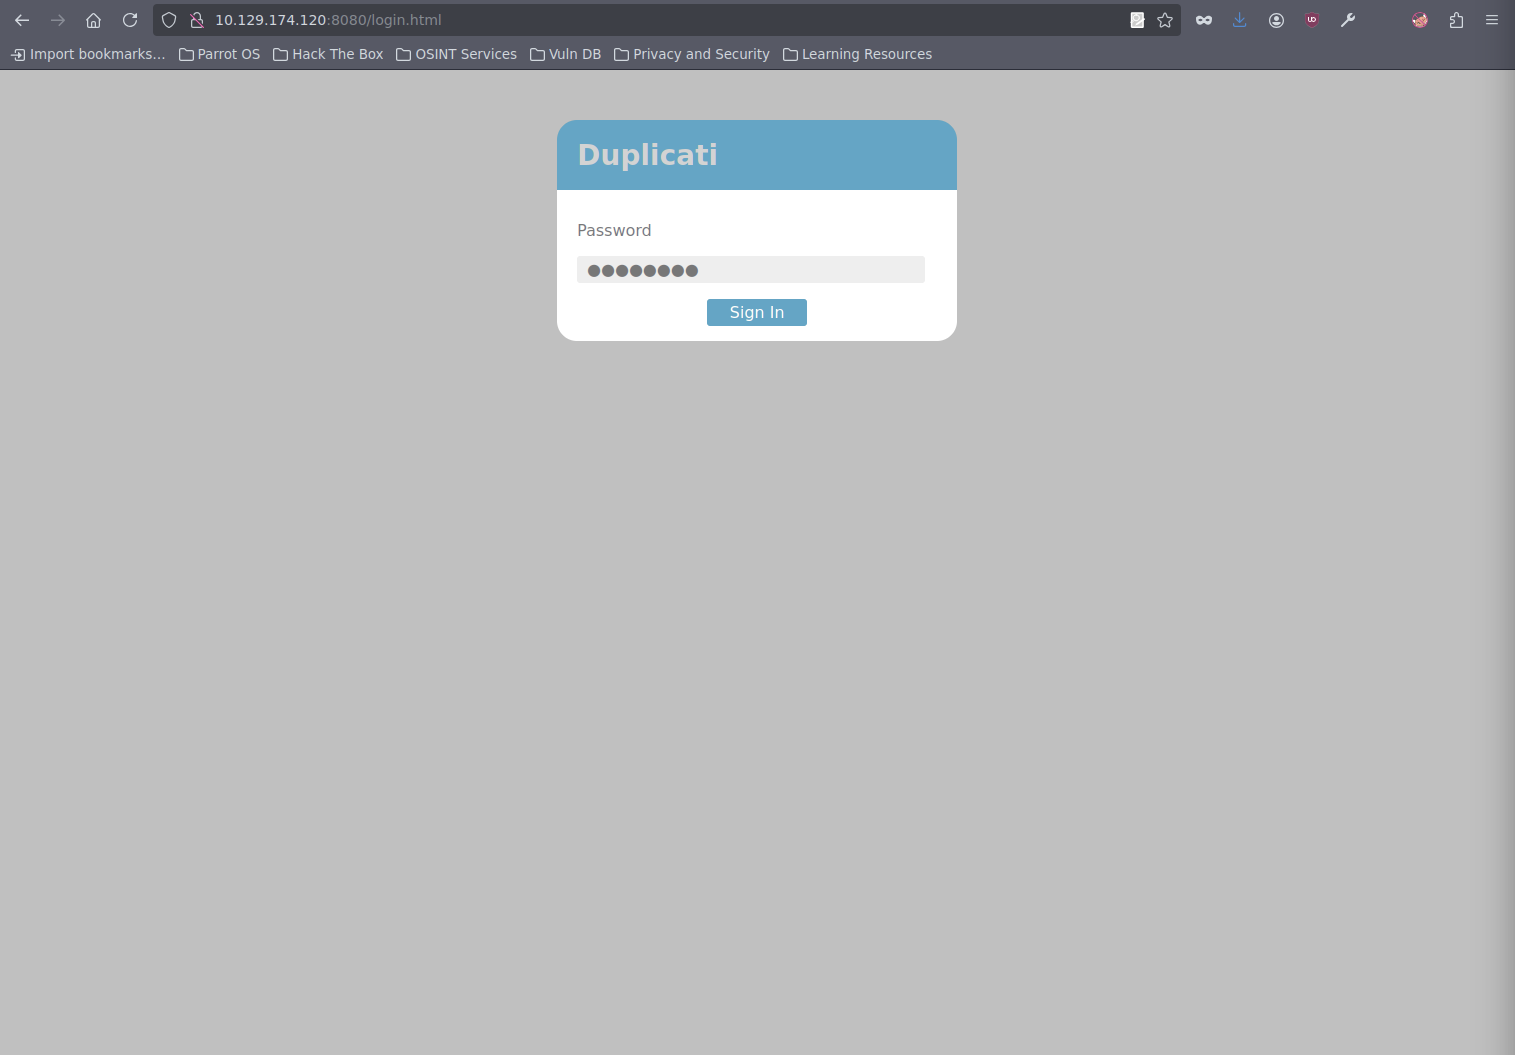 10.129.174.120:8080/login.html
Import bookmarks... Parrot OS Hack The Box OSINT Services Vuln DB Privacy and Security Learning Resources
Duplicati
Password
●●●●●●●●
Sign In